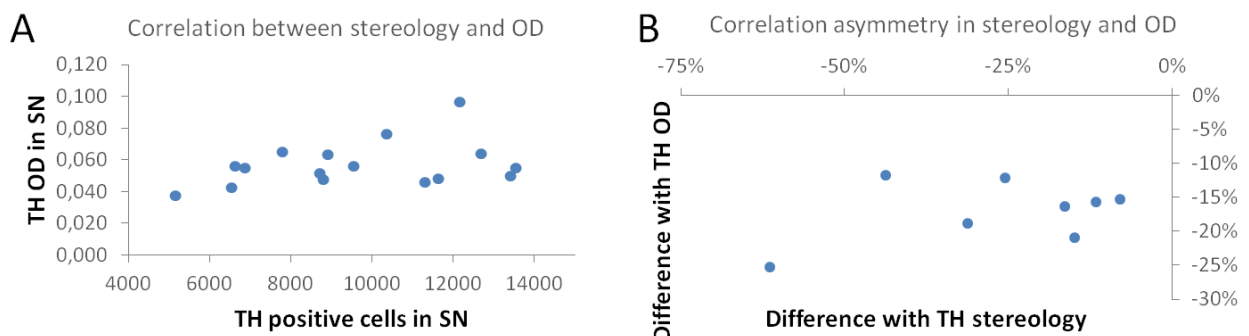 A
Correlation between stereology and OD
TH OD in SN
0,120
0,100
0,080
0,060
0,040
0,020
0,000
4000 6000 8000 10000 12000 14000
TH positive cells in SN
B
Correlation asymmetry in stereology and OD
-75% -50% -25% 0%
Difference with TH OD
0%
-5%
-10%
-15%
-20%
-25%
-30%
Difference with TH stereology